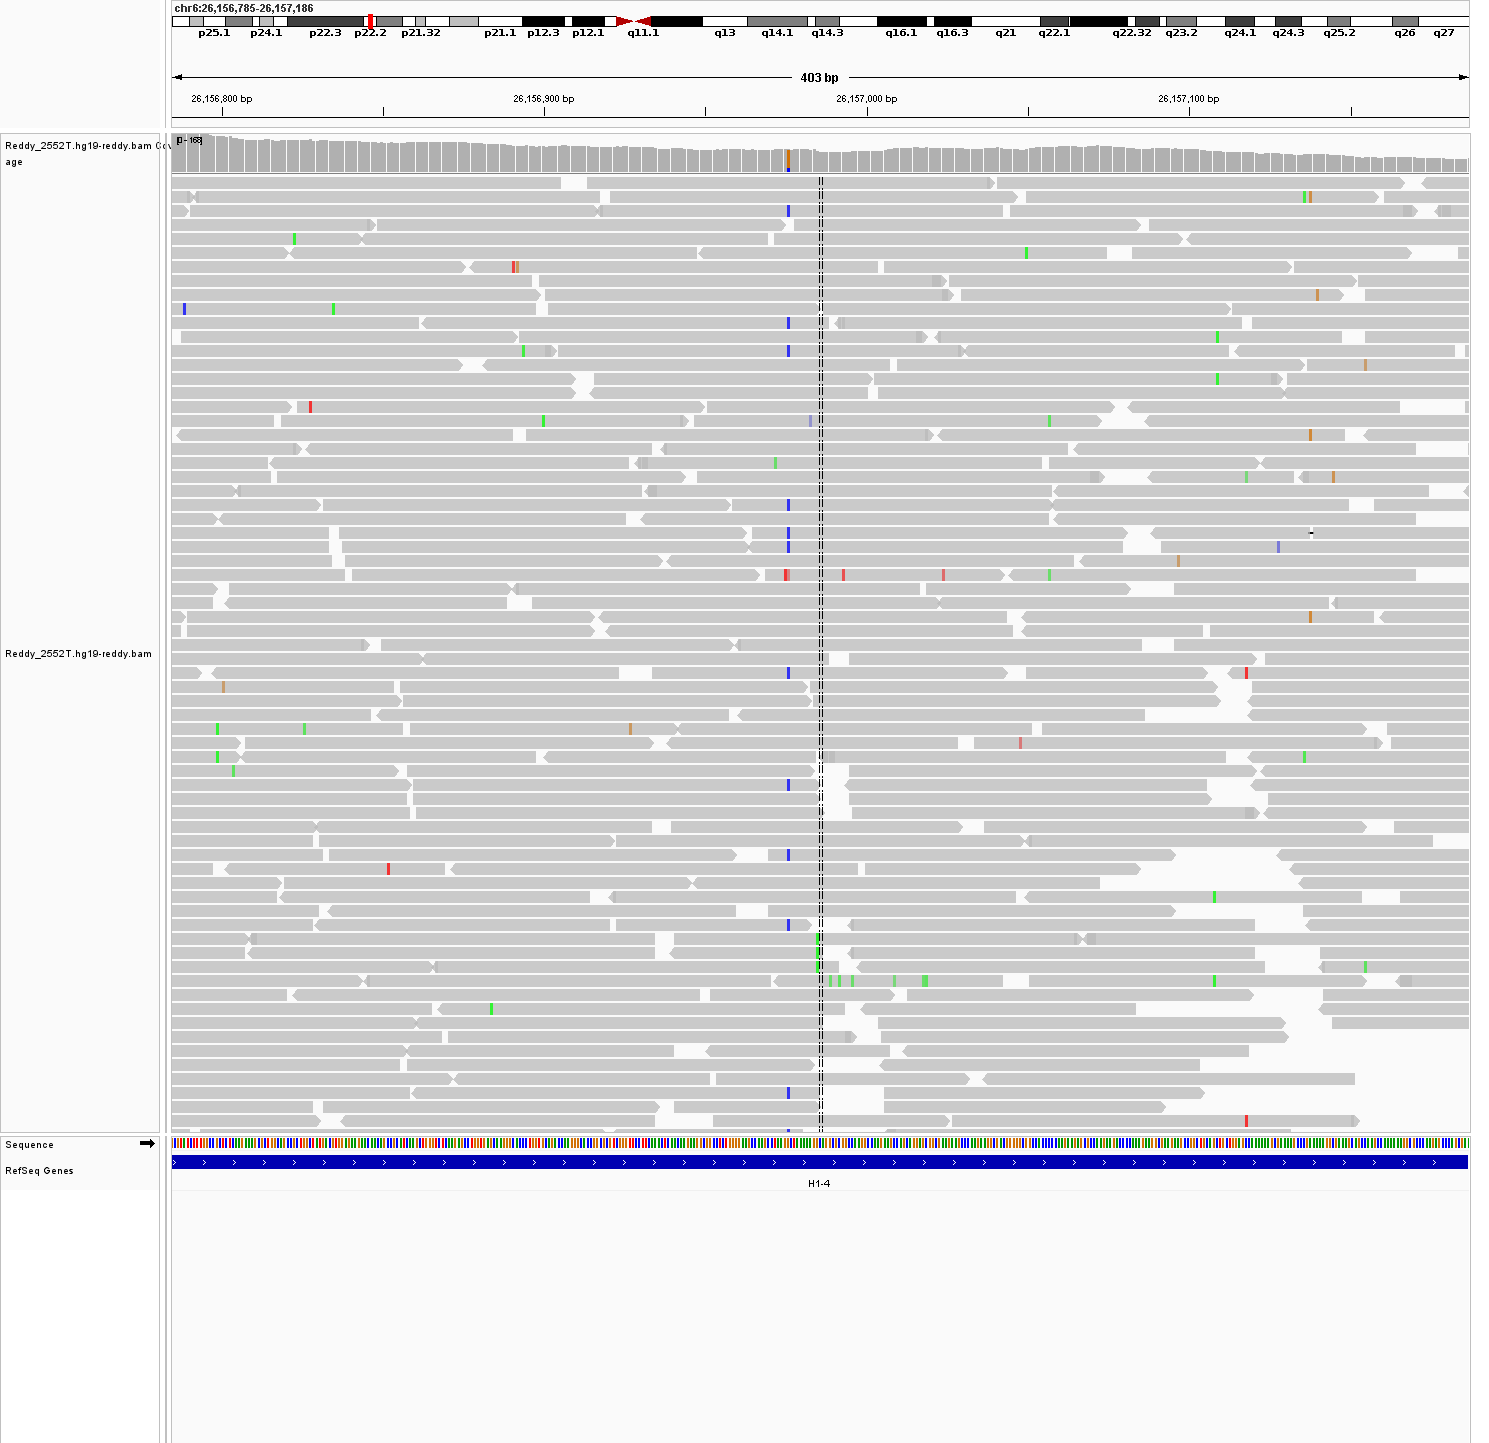 chr6:26,156,785-26,157,186
p25.1 p24.1 p22.3 p22.2 p21.32 p21.1 p12.3 p12.1 q11.1 q13 q14.1 q14.3 q16.1 q16.3 q21 q22.1 q22.32 q23.2 q24.1 q24.3 q25.2 q26 q27
403 bp
26,156,800 bp 26,156,900 bp 26,157,000 bp 26,157,100 bp
[0 - 168]
Reddy_2552T.hg19-reddy.bam Cov
age
Reddy_2552T.hg19-reddy.bam
Sequence
RefSeq Genes
H1-4